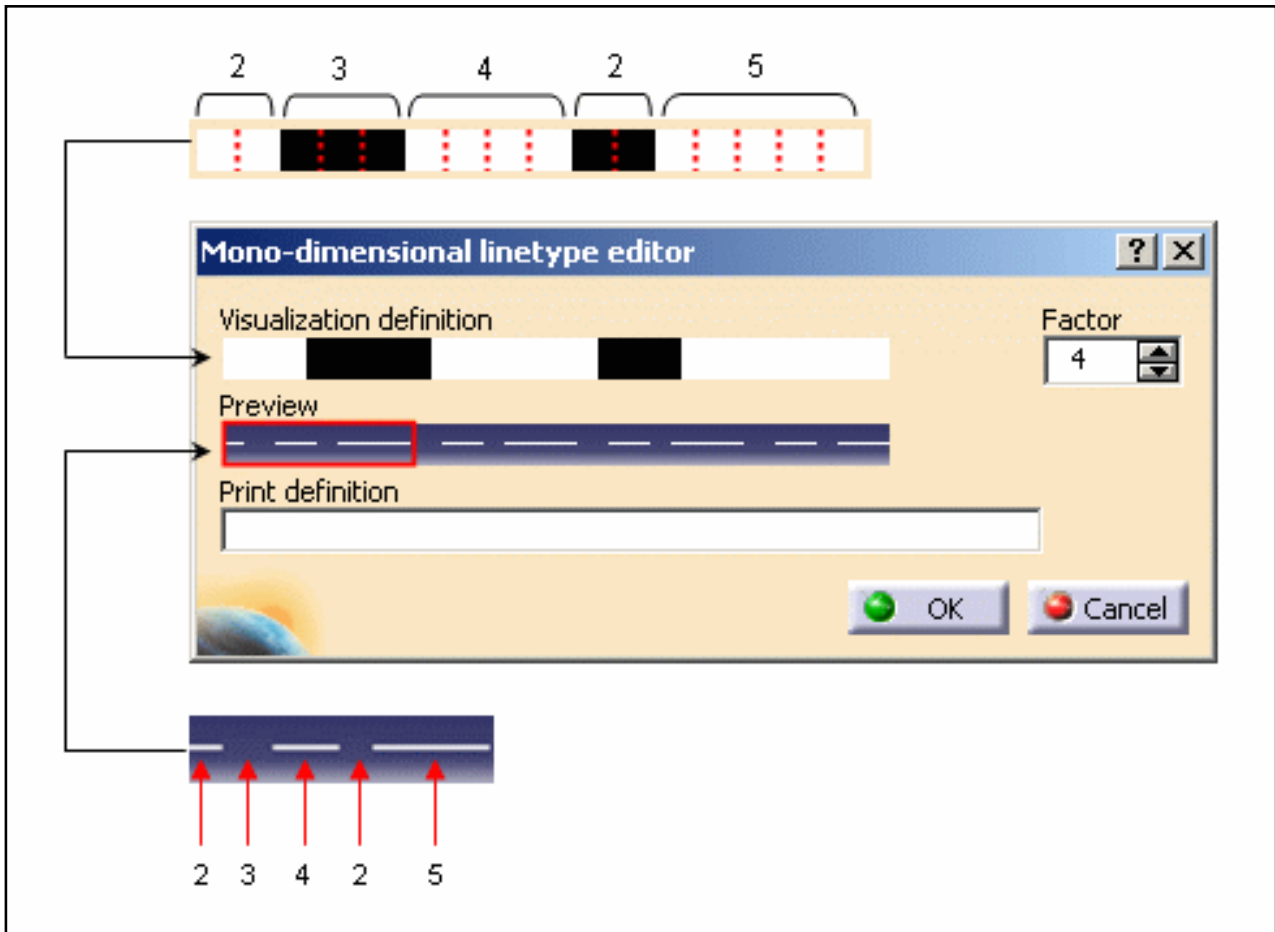 2 3 4 2 5
Mono-dimensional linetype editor ?
Visualization definition Factor
4
Preview
Print definition
OK Cancel
2 3 4 2 5